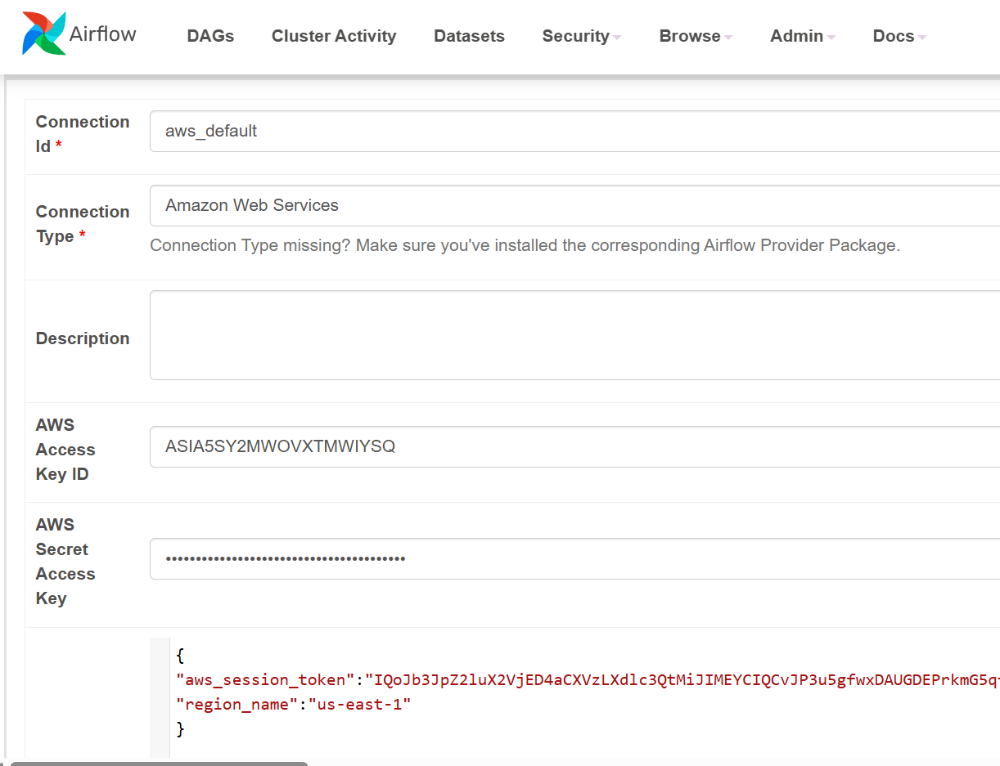 Airflow
DAGs Cluster Activity Datasets Security Browse Admin Docs
Connection Id *
aws_default
Connection Type *
Amazon Web Services
Connection Type missing? Make sure you've installed the corresponding Airflow Provider Package.
Description
AWS Access Key ID
ASIA5SY2MWOVXTMWIYSQ
AWS Secret Access Key
••••••••••••••••••••••••••••••••••••••••
{
"aws_session_token":"IQoJb3JpZ2luX2VjED4aCXVzLXdlc3QtMiJIMEYCIQCvJP3u5gfwxDAUGDEPrkmG5q
"region_name":"us-east-1"
}